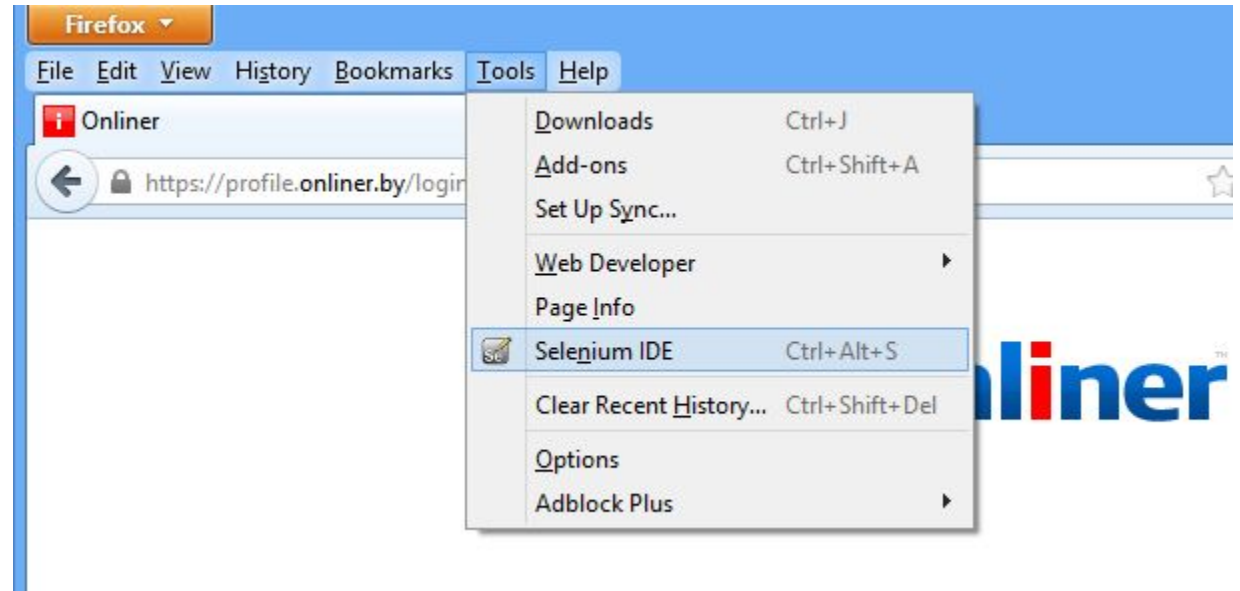 Firefox
File Edit View History Bookmarks Tools Help
Onliner
https://profile.onliner.by/login
Downloads Ctrl+J
Add-ons Ctrl+Shift+A
Set Up Sync...
Web Developer
Page Info
Selenium IDE Ctrl+Alt+S
liner
TM
Clear Recent History... Ctrl+Shift+Del
Options
Adblock Plus